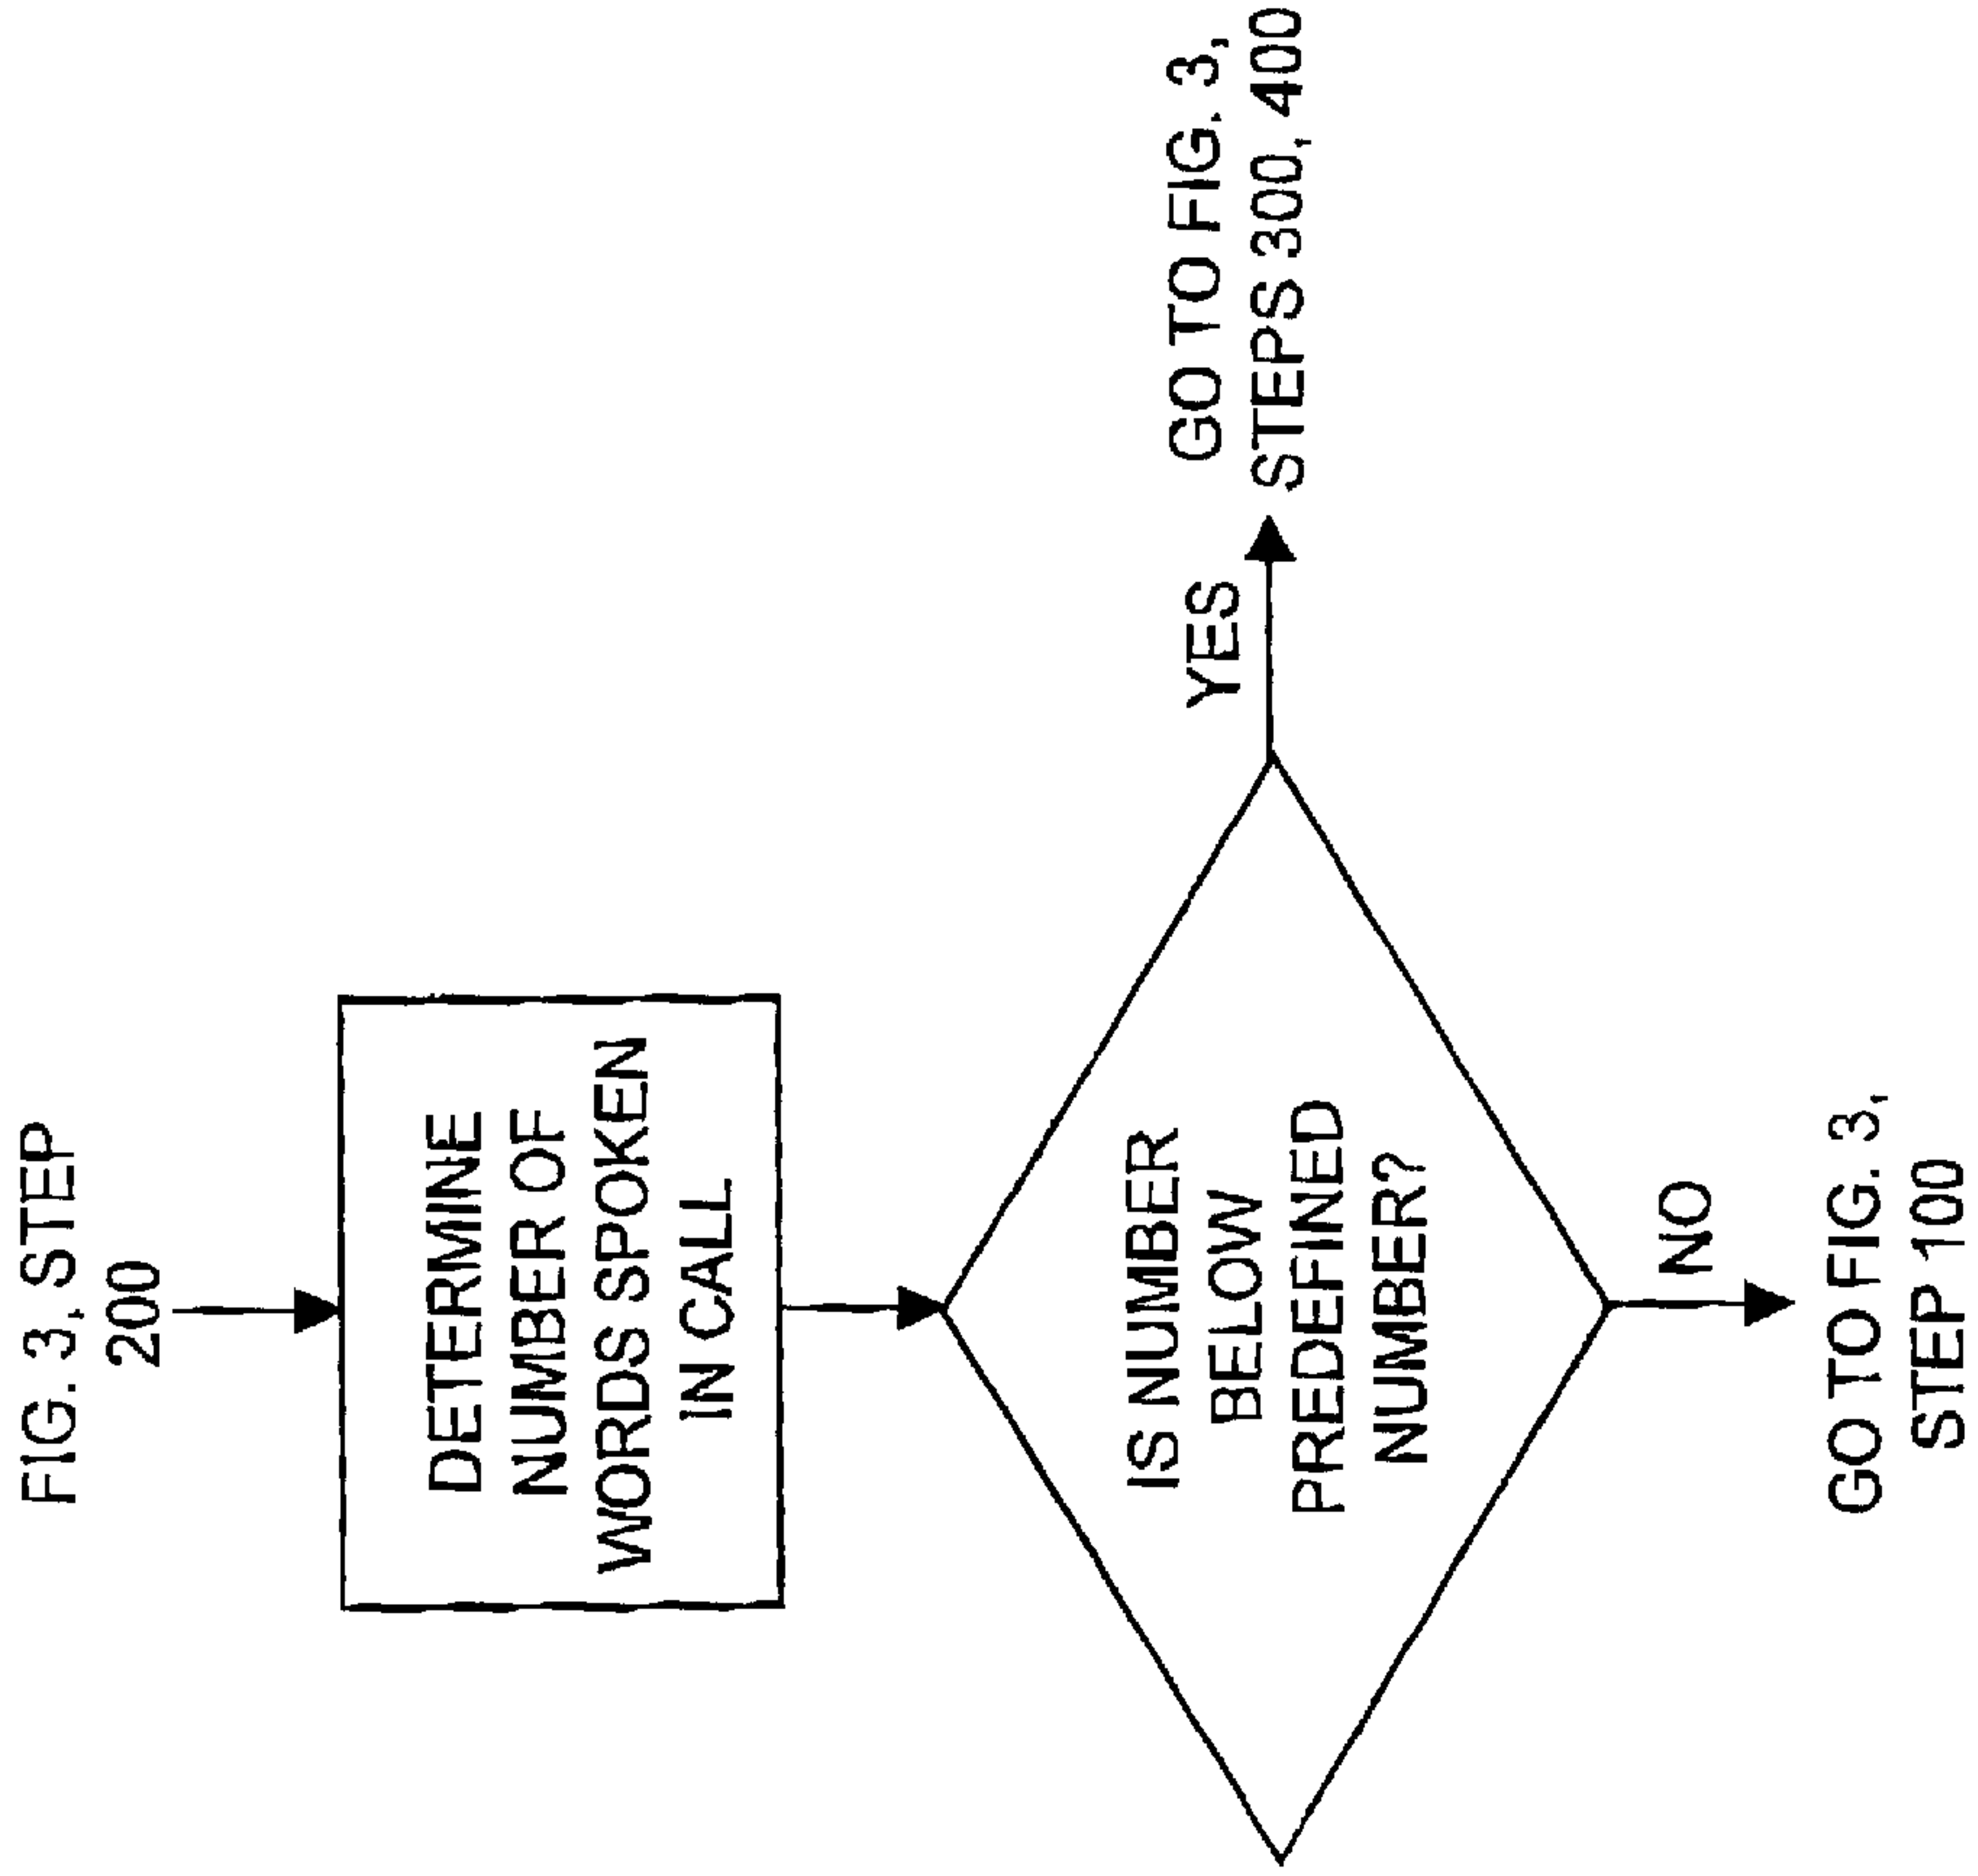 FIG. 3, STEP
200
DETERMINE
NUMBER OF
WORDS SPOKEN
IN CALL
IS NUMBER
BELOW
PREDEFINED
NUMBER?
YES
GO TO FIG. 3,
STEPS 300, 400
NO
GO TO FIG. 3,
STEP 100